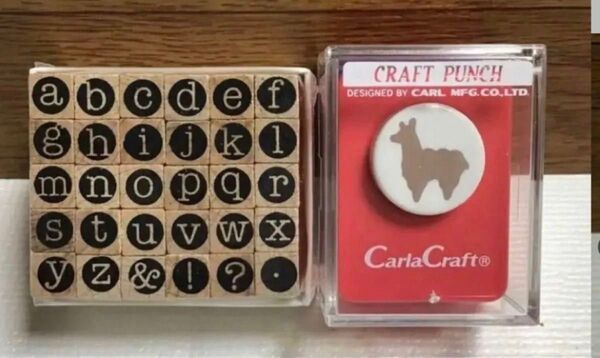 a b c d e f
g h i j k l
m n o p q r
s t u v w x
y z & ! ? .
CRAFT PUNCH
DESIGNED BY CARL MFG.CO.,LTD.
CarlaCraft®